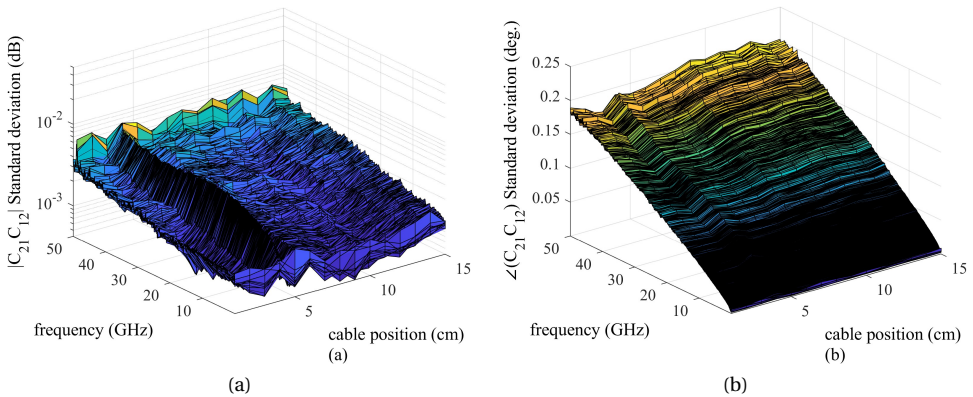 (a)
|C21C12| Standard deviation (dB)
10-2
10-3
50
40
30
20
10
frequency (GHz)
5
10
15
cable position (cm)
(a)
(a)
(b)
∠(C21C12) Standard deviation (deg.)
0.25
0.2
0.15
0.1
0.05
50
40
30
20
10
frequency (GHz)
5
10
15
cable position (cm)
(b)
(b)